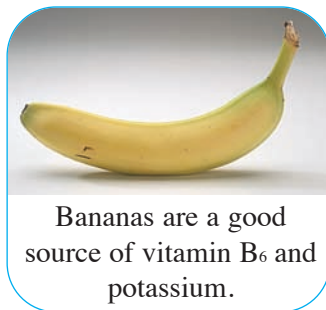 Bananas are a good
source of vitamin B₆ and
potassium.